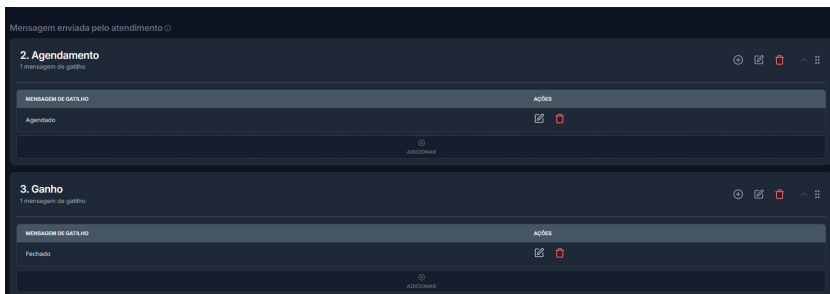 Mensagem enviada pelo atendimento
2. Agendamento
1 mensagem de gatilho
MENSAGEM DE GATILHO AÇÕES
Agendado
ADICIONAR
3. Ganho
1 mensagem de gatilho
MENSAGEM DE GATILHO AÇÕES
Fechado
ADICIONAR